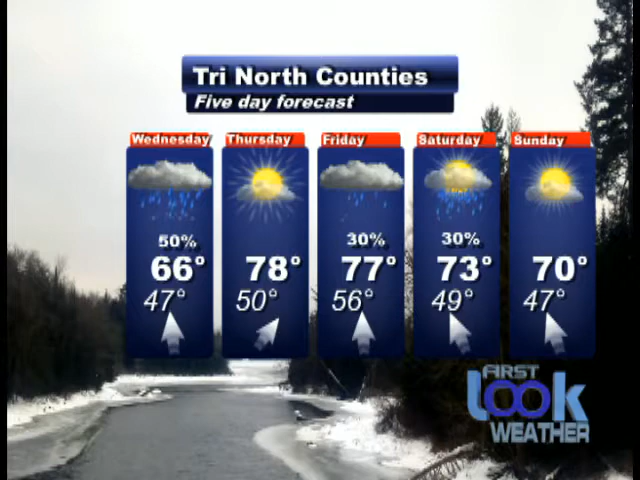 Tri North Counties
Five day forecast
Wednesday Thursday Friday Saturday Sunday
50% 30% 30%
66° 78° 77° 73° 70°
47° 50° 56° 49° 47°
FIRST
LOOK
WEATHER